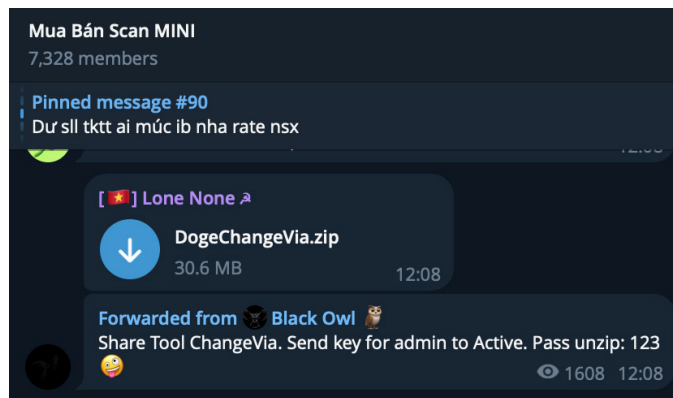 Mua Bán Scan MINI
7,328 members
Pinned message #90
Dư sll tktt ai múc ib nha rate nsx
[🇻🇳] Lone None ☭
DogeChangeVia.zip
30.6 MB
12:08
Forwarded from Black Owl 🦉
Share Tool ChangeVia. Send key for admin to Active. Pass unzip: 123
🤪
1608 12:08